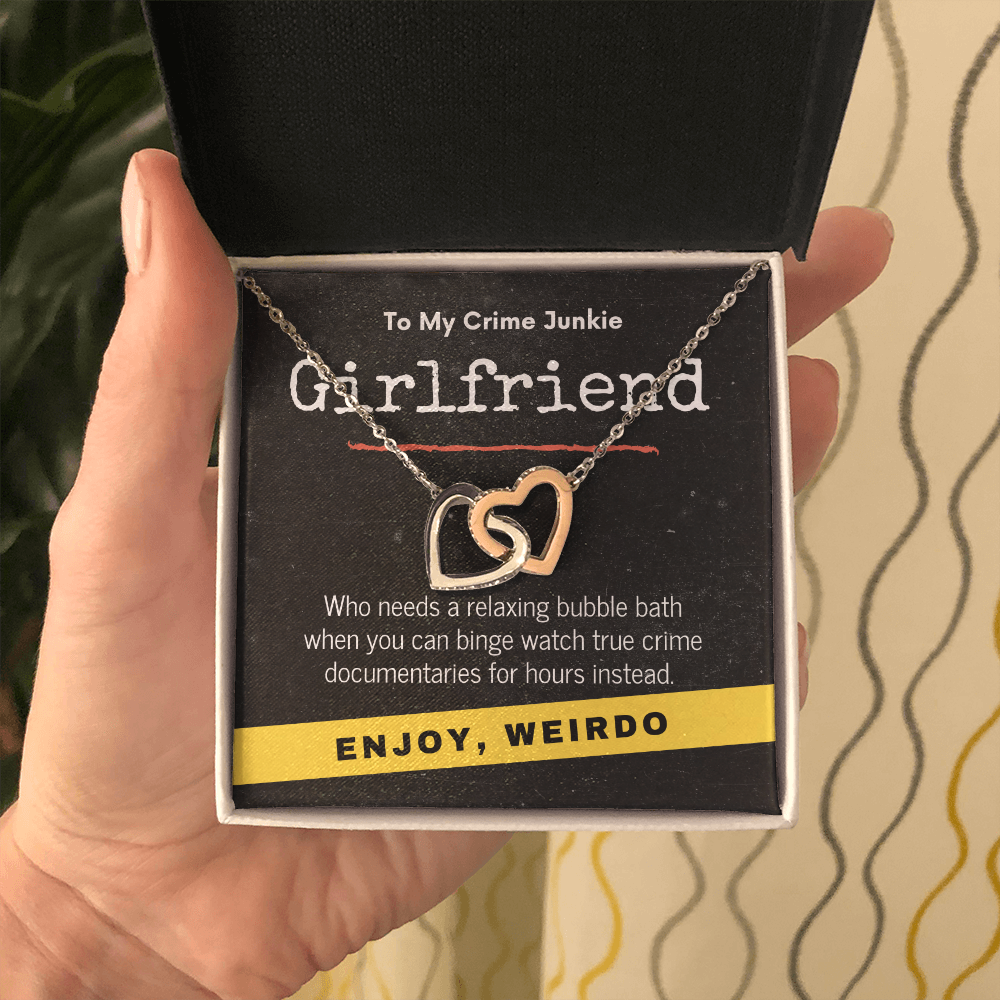 To My Crime Junkie
Girlfriend
Who needs a relaxing bubble bath
when you can binge watch true crime
documentaries for hours instead.
ENJOY, WEIRDO